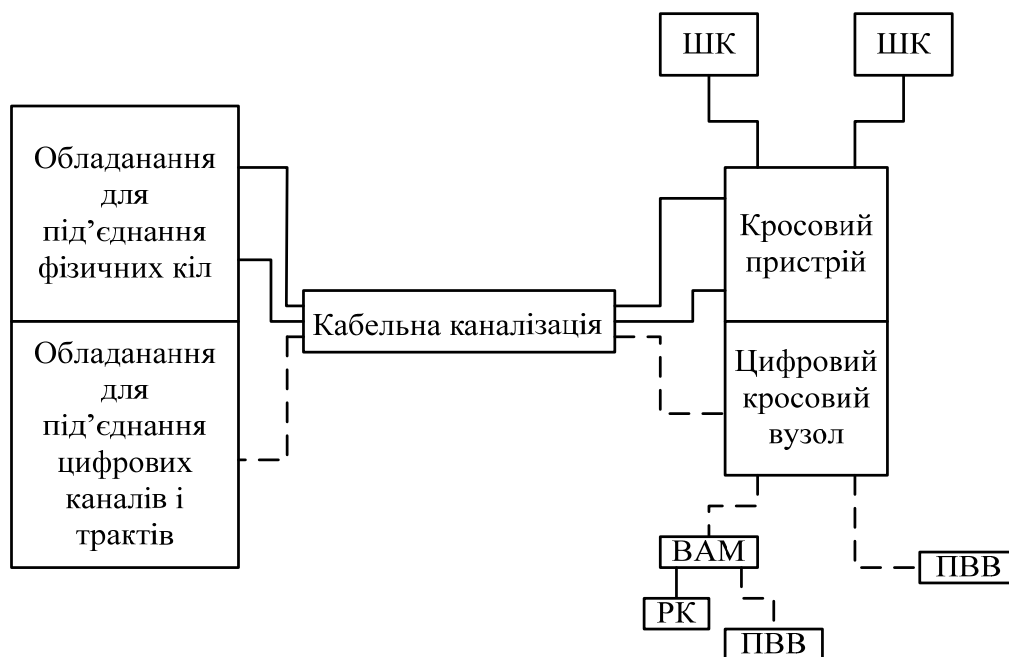 ШК
ШК
Обладанання
для
під’єднання
фізичних кіл
Обладанання
для
під’єднання
цифрових
каналів і
трактів
Кабельна каналізація
Кросовий
пристрій
Цифровий
кросовий
вузол
ВАМ
РК
ПВВ
ПВВ